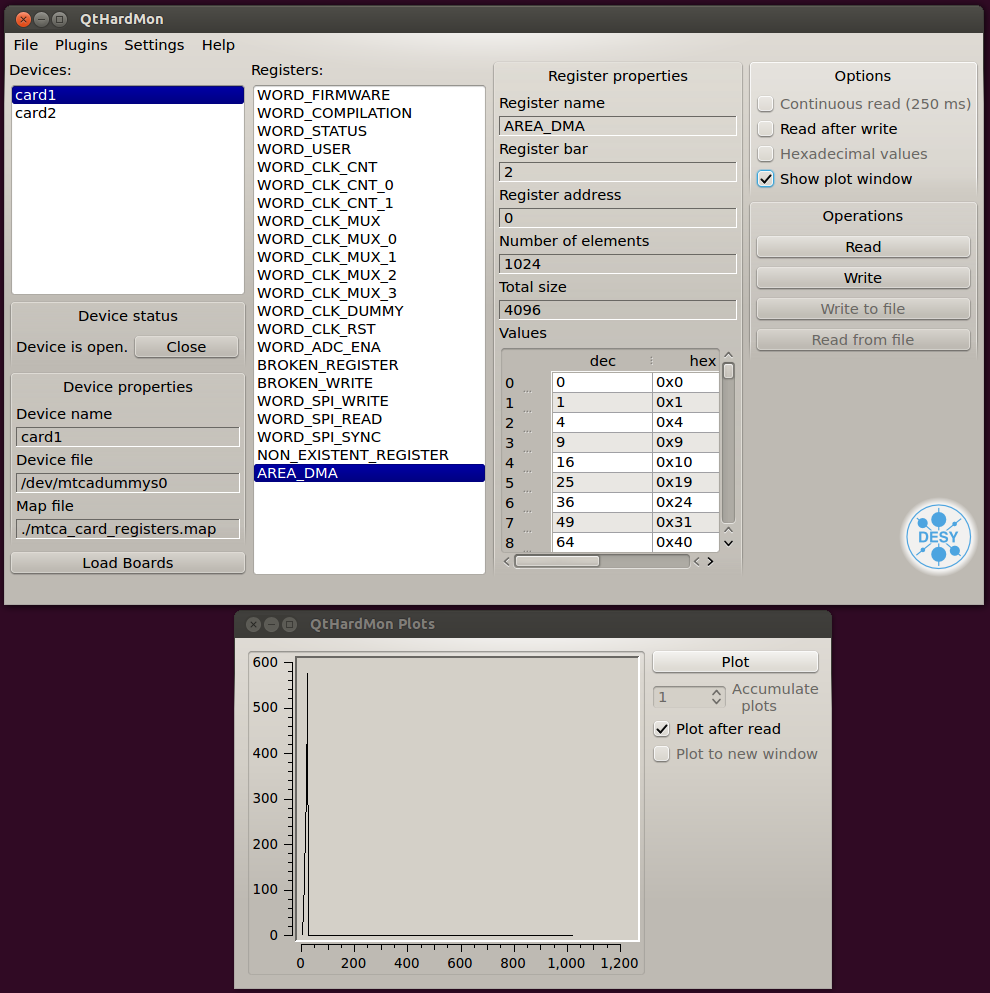 QtHardMon
File Plugins Settings Help
Devices:
card1
card2
Device status
Device is open. Close
Device properties
Device name
card1
Device file
/dev/mtcadummys0
Map file
./mtca_card_registers.map
Load Boards
Registers:
WORD_FIRMWARE
WORD_COMPILATION
WORD_STATUS
WORD_USER
WORD_CLK_CNT
WORD_CLK_CNT_0
WORD_CLK_CNT_1
WORD_CLK_MUX
WORD_CLK_MUX_0
WORD_CLK_MUX_1
WORD_CLK_MUX_2
WORD_CLK_MUX_3
WORD_CLK_DUMMY
WORD_CLK_RST
WORD_ADC_ENA
BROKEN_REGISTER
BROKEN_WRITE
WORD_SPI_WRITE
WORD_SPI_READ
WORD_SPI_SYNC
NON_EXISTENT_REGISTER
AREA_DMA
Register properties
Register name
AREA_DMA
Register bar
2
Register address
0
Number of elements
1024
Total size
4096
Values
dec hex
0 ... 0 0x0
1 ... 1 0x1
2 ... 4 0x4
3 ... 9 0x9
4 ... 16 0x10
5 ... 25 0x19
6 ... 36 0x24
7 ... 49 0x31
8 ... 64 0x40
Options
Continuous read (250 ms)
Read after write
Hexadecimal values
Show plot window
Operations
Read
Write
Write to file
Read from file
DESY
QtHardMon Plots
600
500
400
300
200
100
0
0 200 400 600 800 1,000 1,200
Plot
1 Accumulate
plots
Plot after read
Plot to new window